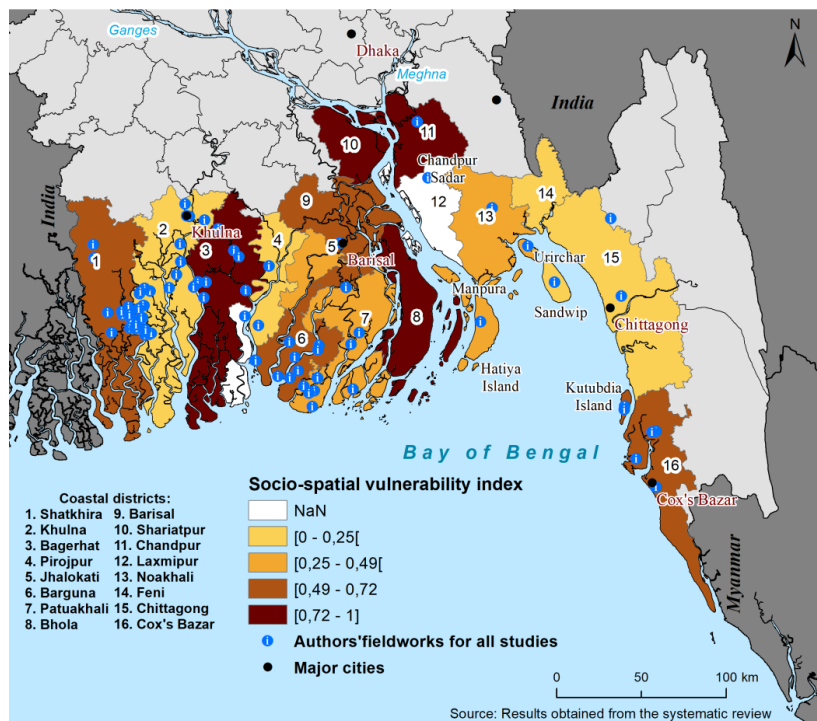 Ganges
Dhaka
N
Meghna
India
10
11
Chandpur
Sadar
9
12
14
India
2
13
1
Khulna
3
4
5
Barisal
15
Urirchar
Manpura
Sandwip
8
7
6
Chittagong
Hatiya
Island
Kutubdia
Island
Bay of Bengal
16
Cox's Bazar
Myanmar
Socio-spatial vulnerability index
NaN
[0 - 0,25[
[0,25 - 0,49[
[0,49 - 0,72
[0,72 - 1]
Authors'fieldworks for all studies
Major cities
Coastal districts:
1. Shatkhira
2. Khulna
3. Bagerhat
4. Pirojpur
5. Jhalokati
6. Barguna
7. Patuakhali
8. Bhola
9. Barisal
10. Shariatpur
11. Chandpur
12. Laxmipur
13. Noakhali
14. Feni
15. Chittagong
16. Cox's Bazar
0 50 100 km
Source: Results obtained from the systematic review